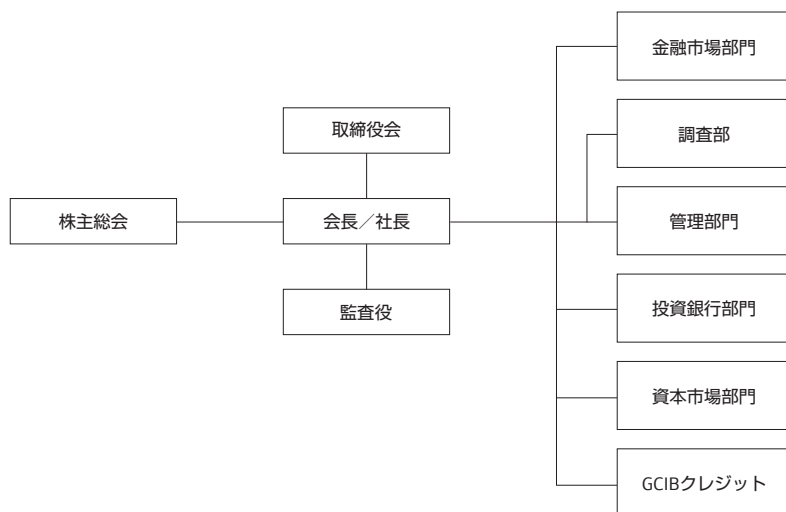 株主総会
取締役会
会長／社長
監査役
金融市場部門
調査部
管理部門
投資銀行部門
資本市場部門
GCIBクレジット